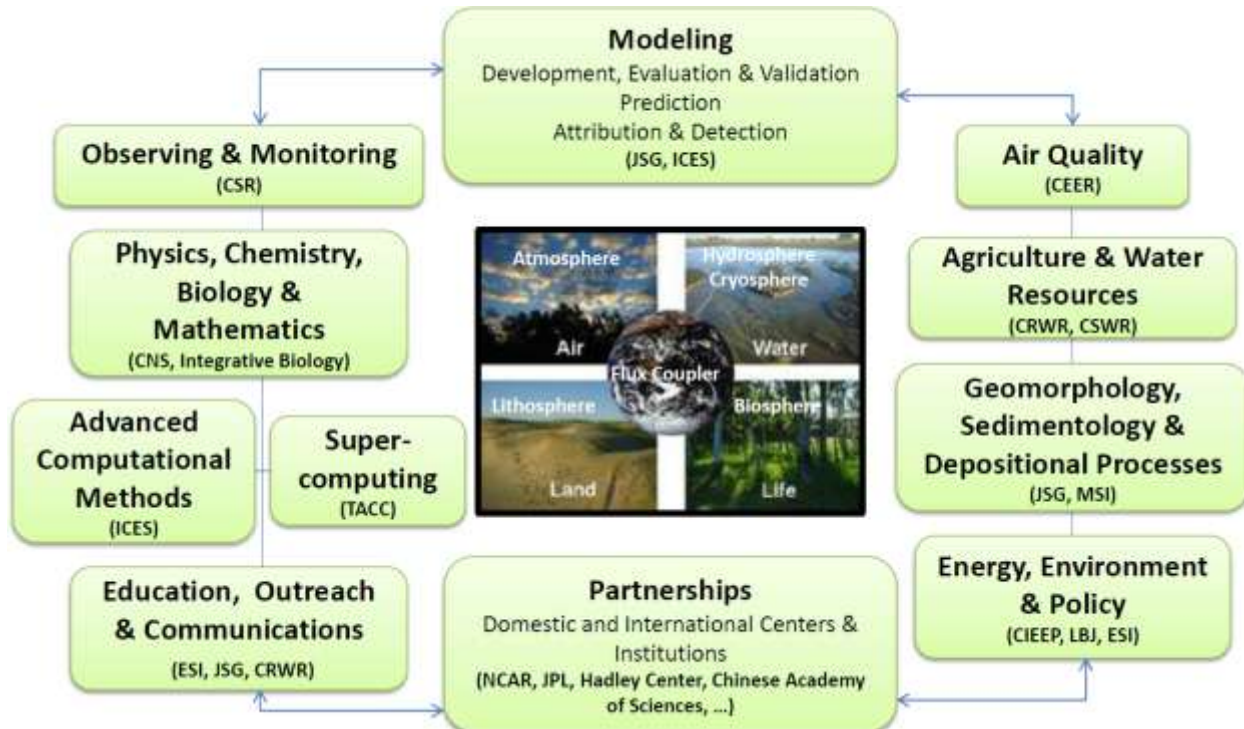 Modeling
Development, Evaluation & Validation
Prediction
Attribution & Detection
(JSG, ICES)
Observing & Monitoring
(CSR)
Physics, Chemistry,
Biology &
Mathematics
(CNS, Integrative Biology)
Advanced
Computational
Methods
(ICES)
Super-
computing
(TACC)
Education, Outreach
& Communications
(ESI, JSG, CRWR)
Atmosphere
Air
Hydrosphere
Cryosphere
Water
Flux Coupler
Lithosphere
Land
Biosphere
Life
Partnerships
Domestic and International Centers &
Institutions
(NCAR, JPL, Hadley Center, Chinese Academy
of Sciences, ...)
Air Quality
(CEER)
Agriculture & Water
Resources
(CRWR, CSWR)
Geomorphology,
Sedimentology &
Depositional Processes
(JSG, MSI)
Energy, Environment
& Policy
(CIEEP, LBJ, ESI)